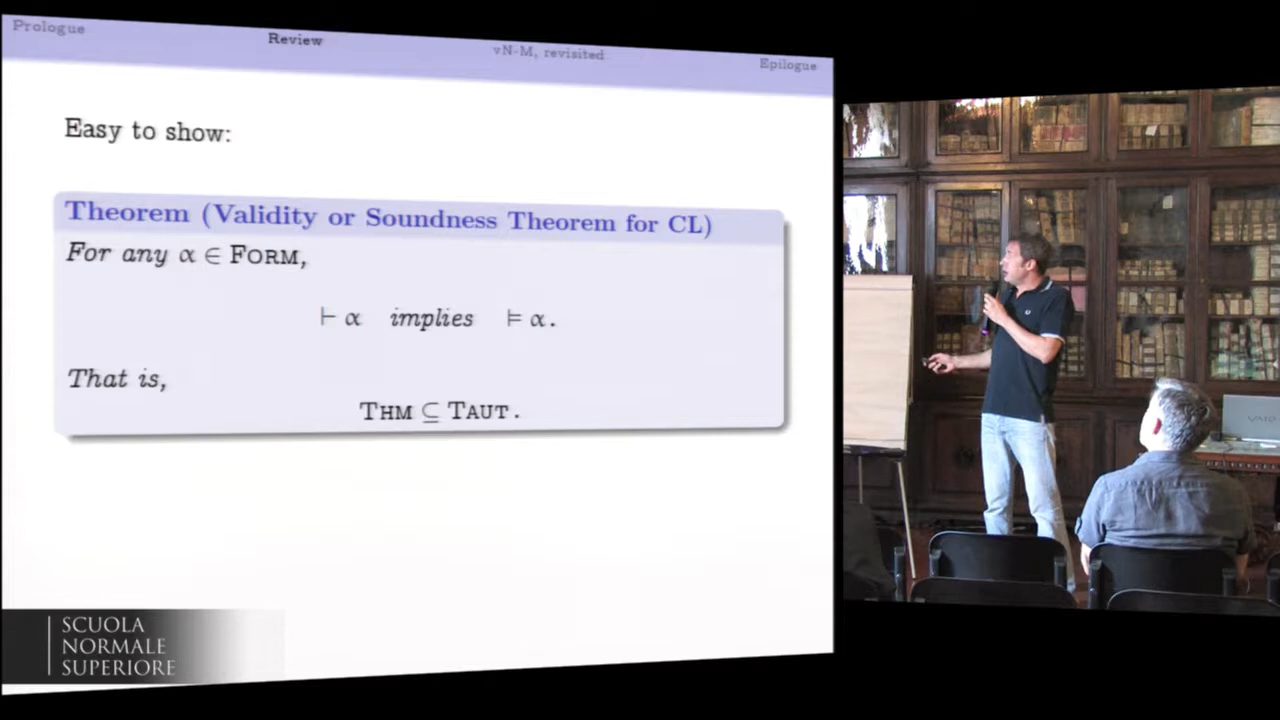 Prologue
Review
vN-M, revisited
Epilogue
Easy to show:
Theorem (Validity or Soundness Theorem for CL)
For any α ∈ FORM,
⊢ α implies ⊨ α.
That is,
THM ⊆ TAUT.
SCUOLA
NORMALE
SUPERIORE
VAIO